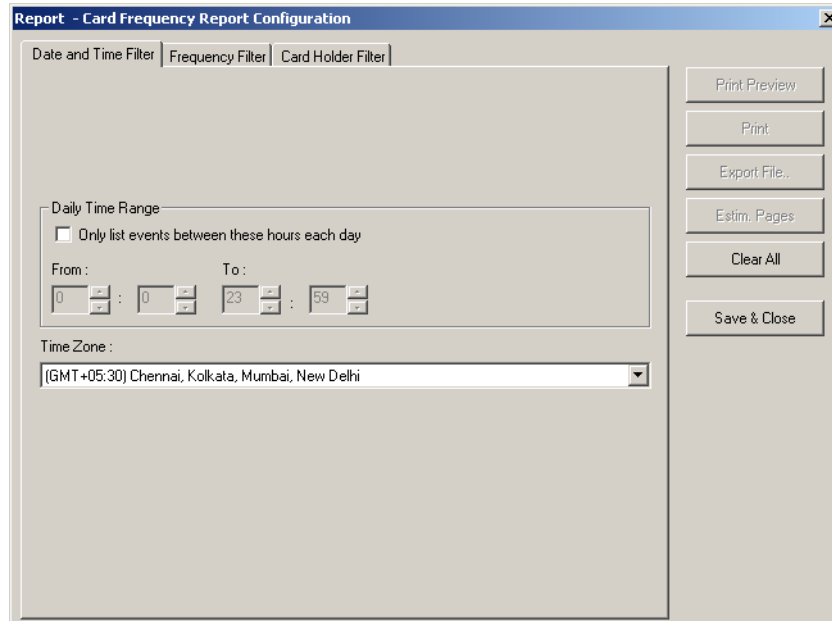 Report - Card Frequency Report Configuration
Date and Time Filter Frequency Filter Card Holder Filter
Print Preview
Print
Export File..
Estim. Pages
Clear All
Save & Close
Daily Time Range
Only list events between these hours each day
From : To :
0 : 0 23 : 59
Time Zone :
(GMT+05:30) Chennai, Kolkata, Mumbai, New Delhi